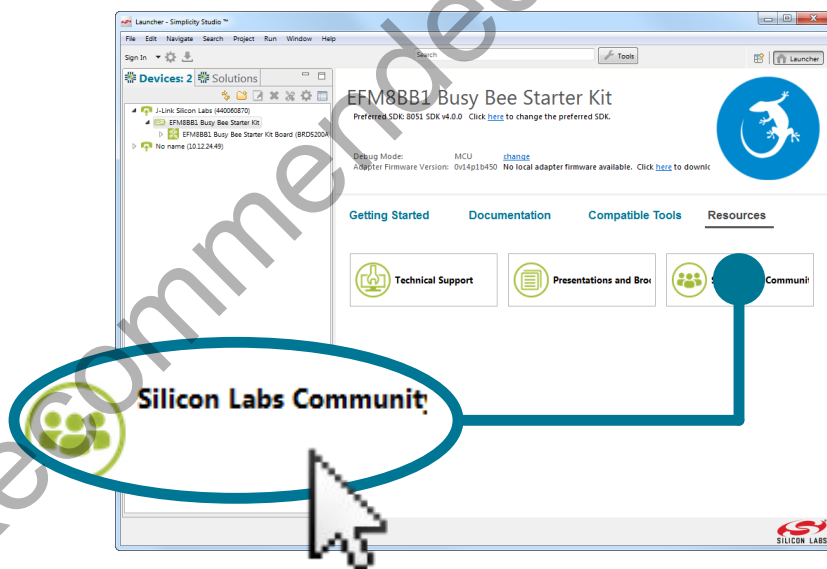 Launcher - Simplicity Studio ™
File Edit Navigate Search Project Run Window Help
Sign In
Search
Tools
Launcher
Devices: 2
Solutions
J-Link Silicon Labs (440060870)
EFM8BB1 Busy Bee Starter Kit
EFM8BB1 Busy Bee Starter Kit Board (BRD5200A
No name (10.12.24.49)
EFM8BB1 Busy Bee Starter Kit
Preferred SDK: 8051 SDK v4.0.0 Click here to change the preferred SDK.
Debug Mode: MCU change
Adapter Firmware Version: 0v14p1b450 No local adapter firmware available. Click here to downlc
Getting Started Documentation Compatible Tools Resources
Technical Support
Presentations and Broc
Communit
Silicon Labs Community
SILICON LABS
ecommended